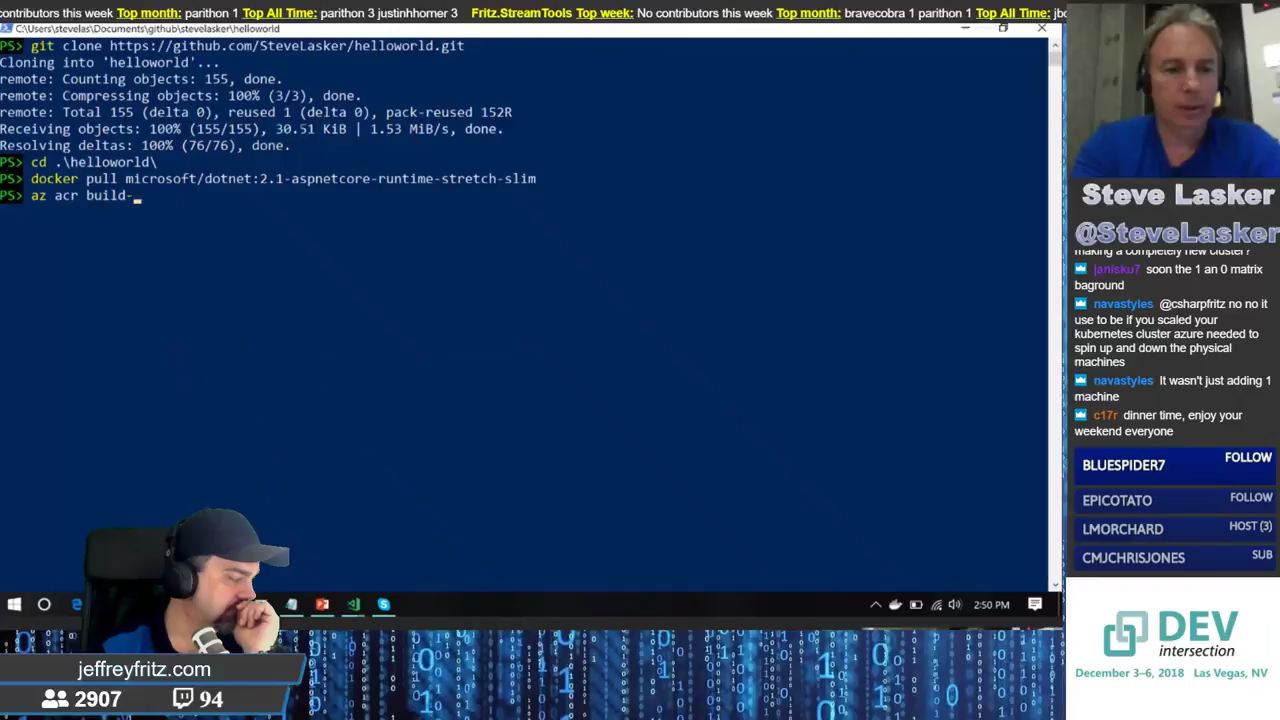 ontributors this week Top month: parithon 1 Top All Time: parithon 3 justinhhorner 3 Fritz.StreamTools Top week: No contributors this week Top month: bravecobra 1 parithon 1 Top All Time: jbc
C:\Users\stevelas\Documents\github\stevelasker\helloworld
PS> git clone https://github.com/SteveLasker/helloworld.git
Cloning into 'helloworld'...
remote: Counting objects: 155, done.
remote: Compressing objects: 100% (3/3), done.
remote: Total 155 (delta 0), reused 1 (delta 0), pack-reused 152R
Receiving objects: 100% (155/155), 30.51 KiB | 1.53 MiB/s, done.
Resolving deltas: 100% (76/76), done.
PS> cd .\helloworld\
PS> docker pull microsoft/dotnet:2.1-aspnetcore-runtime-stretch-slim
PS> az acr build-_
2:50 PM
Steve Lasker
@SteveLasker
making a completely new cluster?
janisku7 soon the 1 an 0 matrix
baground
navastyles @csharpfritz no no it
use to be if you scaled your
kubernetes cluster azure needed to
spin up and down the physical
machines
navastyles It wasn't just adding 1
machine
c17r dinner time, enjoy your
weekend everyone
BLUESPIDER7 FOLLOW
EPICOTATO FOLLOW
LMORCHARD HOST (3)
CMJCHRISJONES SUB
DEV
intersection
December 3–6, 2018 Las Vegas, NV
jeffreyfritz.com
2907 94